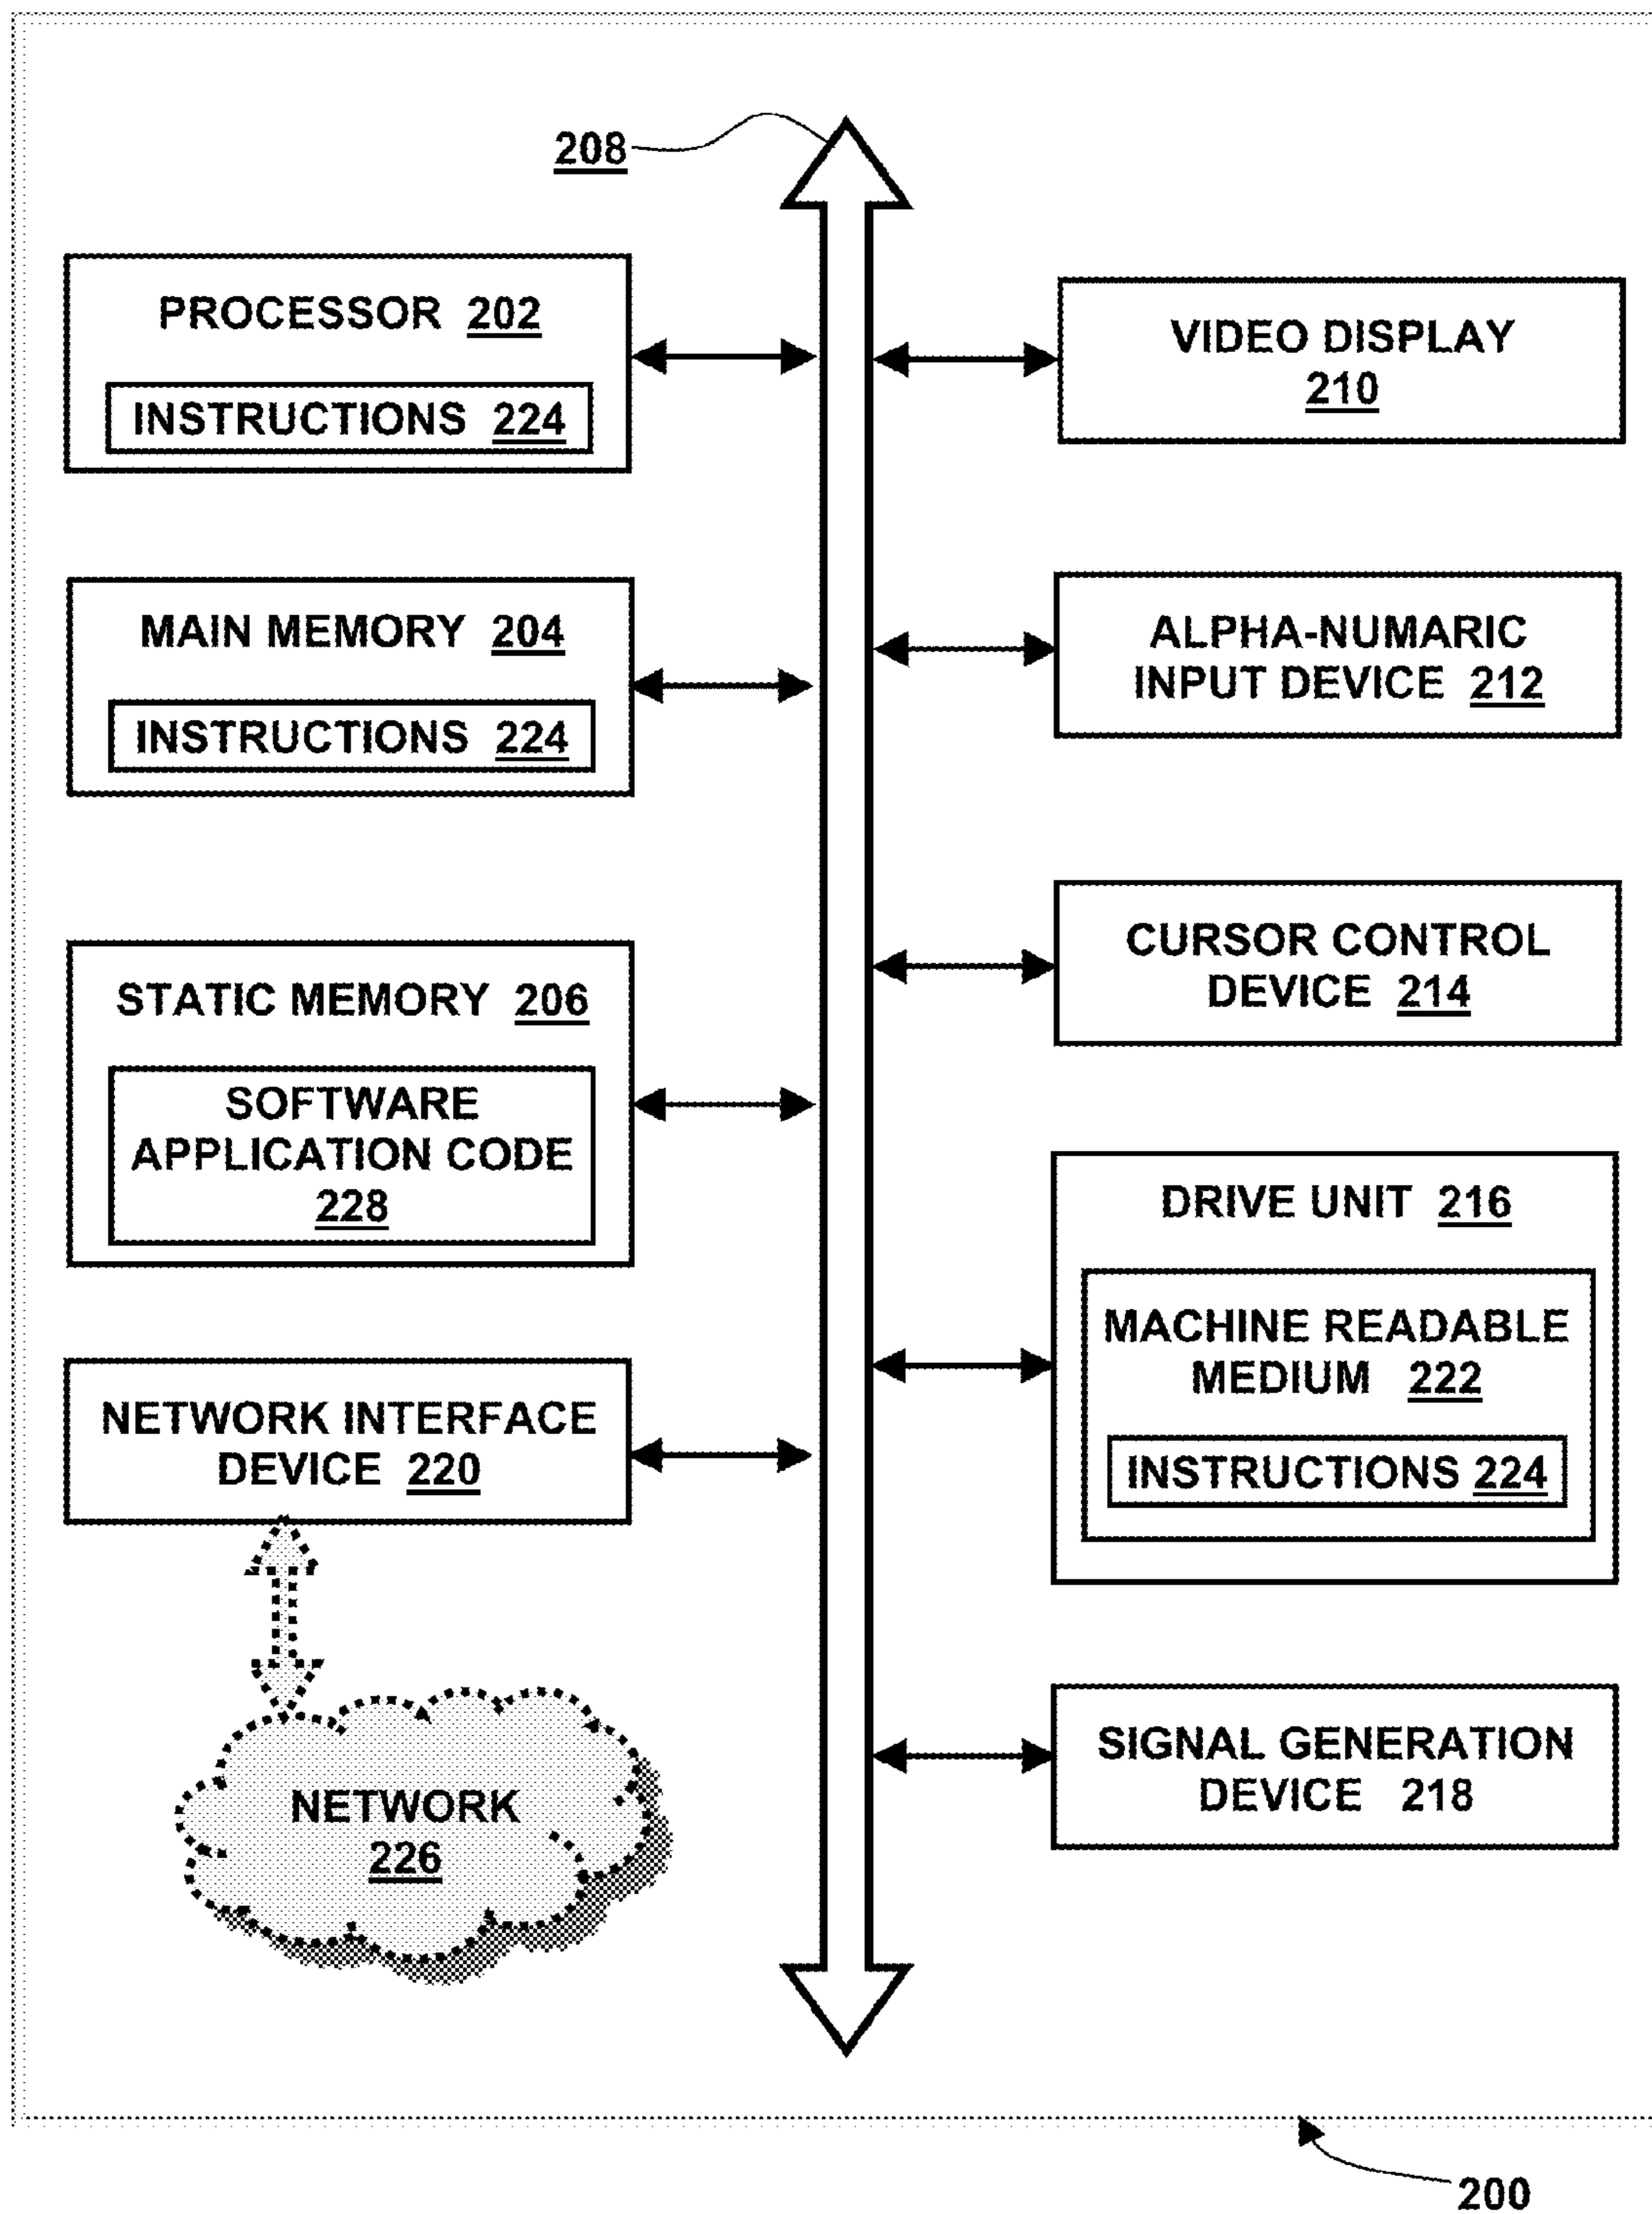 208
PROCESSOR 202
INSTRUCTIONS 224
MAIN MEMORY 204
INSTRUCTIONS 224
STATIC MEMORY 206
SOFTWARE
APPLICATION CODE
228
NETWORK INTERFACE
DEVICE 220
NETWORK
226
VIDEO DISPLAY
210
ALPHA-NUMARIC
INPUT DEVICE 212
CURSOR CONTROL
DEVICE 214
DRIVE UNIT 216
MACHINE READABLE
MEDIUM 222
INSTRUCTIONS 224
SIGNAL GENERATION
DEVICE 218
200